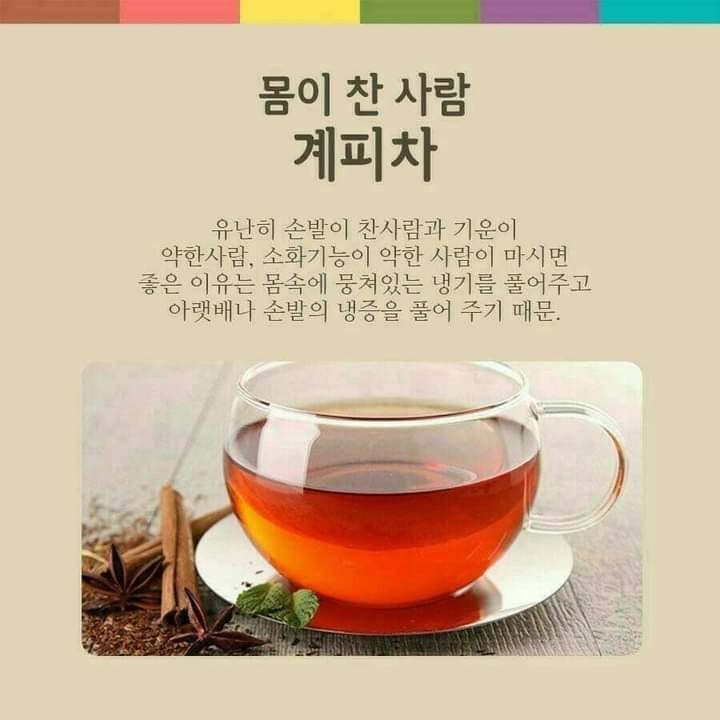 몸이 찬 사람
계피차
유난히 손발이 찬사람과 기운이
약한사람, 소화기능이 약한 사람이 마시면
좋은 이유는 몸속에 뭉쳐있는 냉기를 풀어주고
아랫배나 손발의 냉증을 풀어 주기 때문.